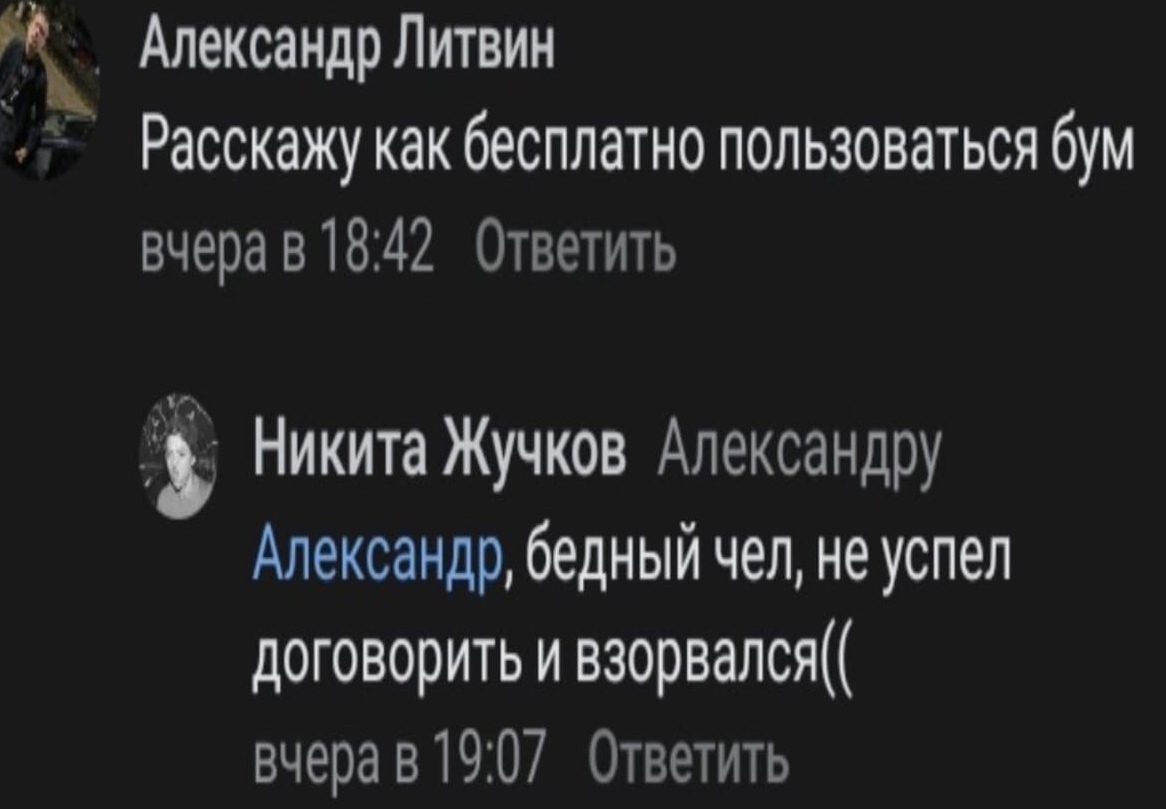 Александр Литвин
Расскажу как бесплатно пользоваться бум
вчера в 18:42 Ответить
Никита Жучков Александру
Александр, бедный чел, не успел
договорить и взорвался((
вчера в 19:07 Ответить